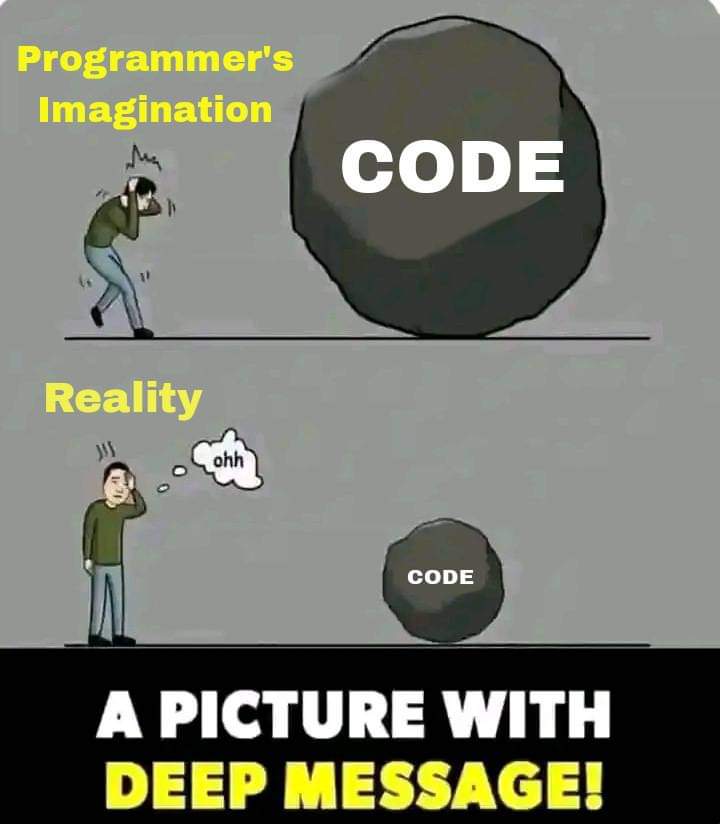 Programmer's
Imagination
CODE
Reality
ohh
CODE
A PICTURE WITH
DEEP MESSAGE!